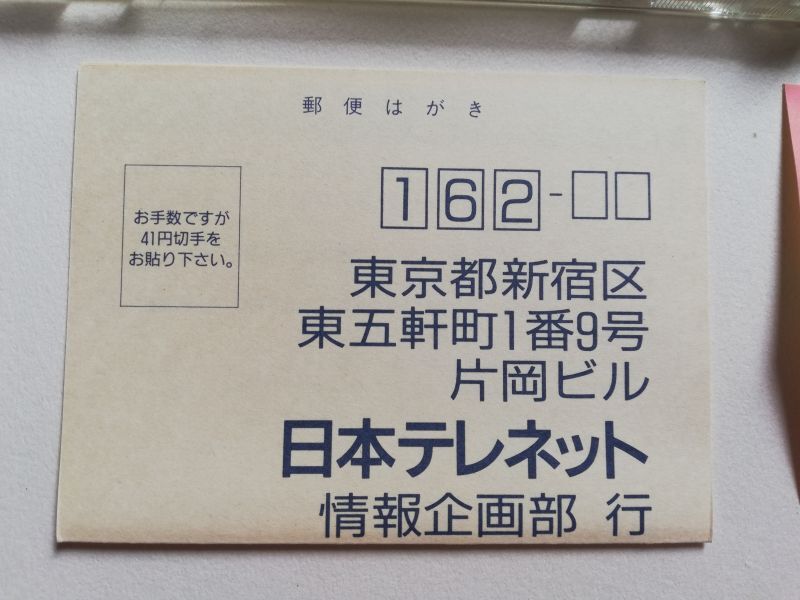 郵便はがき
お手数ですが
41円切手を
お貼り下さい。
162-
東京都新宿区
東五軒町1番9号
片岡ビル
日本テレネット
情報企画部 行